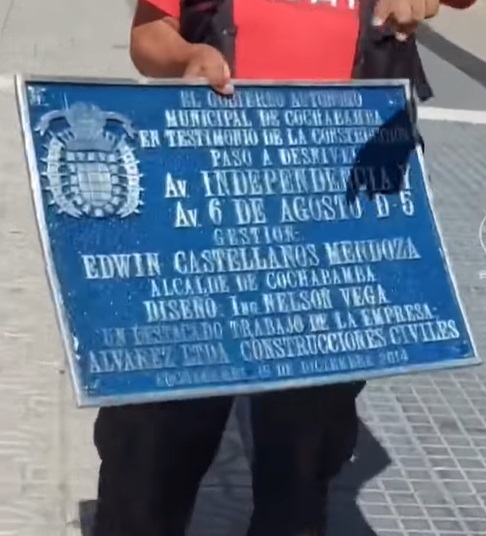 EL GOBIERNO AUTONOMO
MUNICIPAL DE COCHABAMBA
EN TESTIMONIO DE LA CONSTRUCCION
PASO A DESNIVEL
AV. INDEPENDENCIA Y
AV. 6 DE AGOSTO D-5
GESTION:
EDWIN CASTELLANOS MENDOZA
ALCALDE DE COCHABAMBA
DISEÑO: ING NELSON VEGA
UN DESTACADO TRABAJO DE LA EMPRESA:
ALVAREZ LTDA. CONSTRUCCIONES CIVILES
COCHABAMBA, DE DICIEMBRE 2014